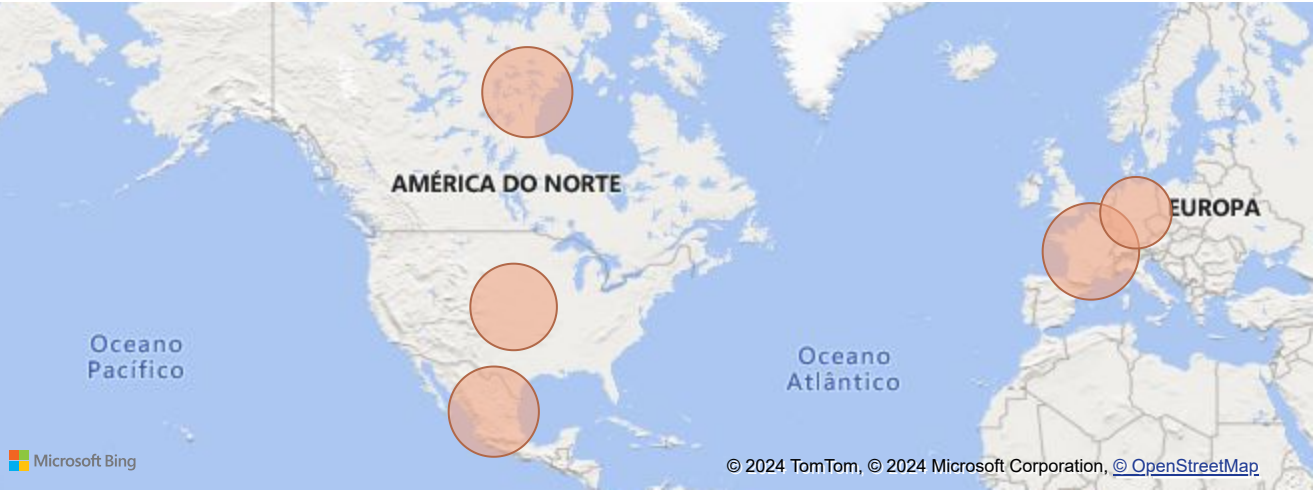 AMÉRICA DO NORTE
EUROPA
Oceano
Pacífico
Oceano
Atlântico
Microsoft Bing
© 2024 TomTom, © 2024 Microsoft Corporation, © OpenStreetMap